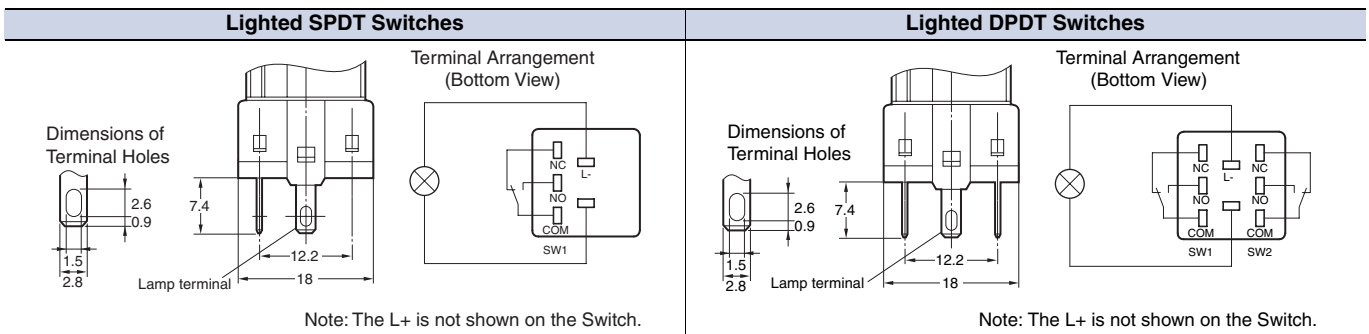 Lighted SPDT Switches
Terminal Arrangement
(Bottom View)
Dimensions of
Terminal Holes
2.6
0.9
1.5
2.8
7.4
12.2
18
Lamp terminal
NC
L-
NO
COM
SW1
Note: The L+ is not shown on the Switch.
Lighted DPDT Switches
Terminal Arrangement
(Bottom View)
Dimensions of
Terminal Holes
2.6
0.9
1.5
2.8
7.4
12.2
18
Lamp terminal
NC
L-
NC
NO
NO
COM
COM
SW1
SW2
Note: The L+ is not shown on the Switch.